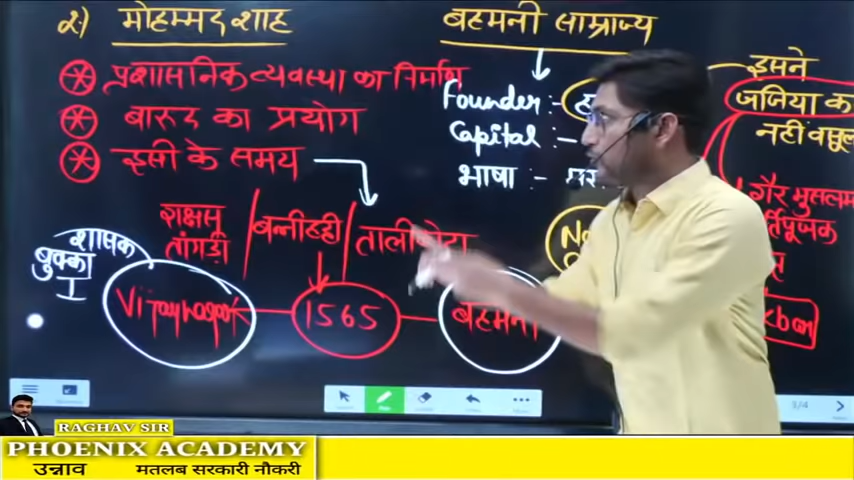 2.) मोहम्मद शाह
प्रशासनिक व्यवस्था का निर्माण
बारूद का प्रयोग
इसी के समय
राक्षस
तांगड़ी
बन्नीहट्टी
तालीकोटा
शासक
बुक्का
I
Vijaynagar
1565
बहमनी
बहमनी साम्राज्य
Founder :-
Capital :-
भाषा :-
इसने
जजिया क
नही वसूल
गैर मुसलम
RAGHAV SIR
PHOENIX ACADEMY
उन्नाव मतलब सरकारी नौकरी